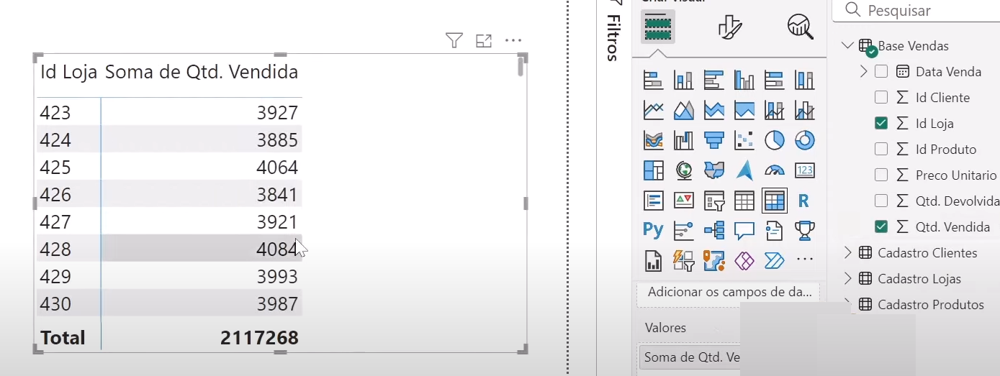 Criar visual
Pesquisar
Filtros
Base Vendas
Data Venda
Id Cliente
Id Loja
Id Produto
Preco Unitario
Qtd. Devolvida
Qtd. Vendida
Cadastro Clientes
Cadastro Lojas
Cadastro Produtos
Id Loja Soma de Qtd. Vendida
423 3927
424 3885
425 4064
426 3841
427 3921
428 4084
429 3993
430 3987
Total 2117268
123
R
Py
Adicionar os campos de da...
Valores
Soma de Qtd. Ve